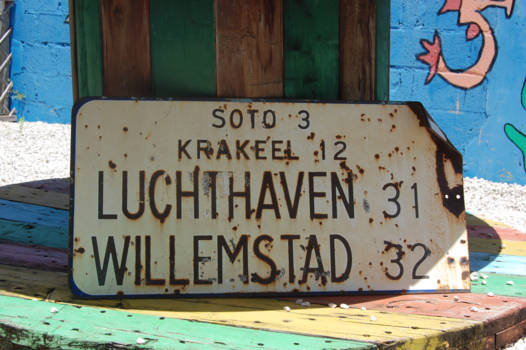 SOTO 3
KRAKEEL 12
LUCHTHAVEN 31
WILLEMSTAD 32